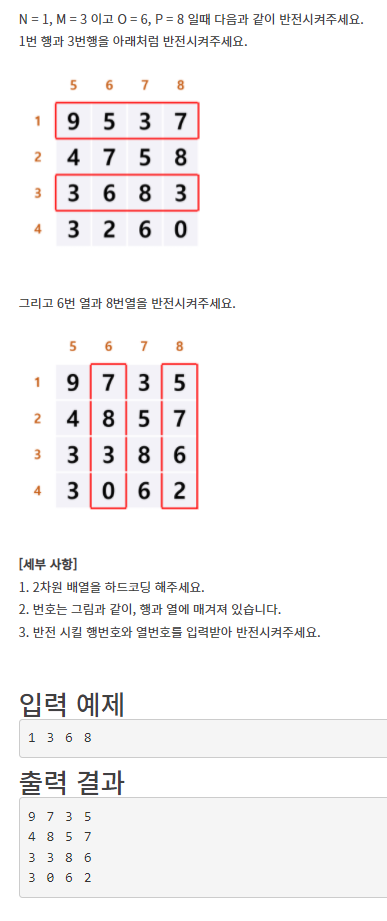 N = 1, M = 3 이고 O = 6, P = 8 일때 다음과 같이 반전시켜주세요.
1번 행과 3번행을 아래처럼 반전시켜주세요.
5 6 7 8
1 9 5 3 7
2 4 7 5 8
3 3 6 8 3
4 3 2 6 0
그리고 6번 열과 8번열을 반전시켜주세요.
5 6 7 8
1 9 7 3 5
2 4 8 5 7
3 3 3 8 6
4 3 0 6 2
[세부 사항]
1. 2차원 배열을 하드코딩 해주세요.
2. 번호는 그림과 같이, 행과 열에 매겨져 있습니다.
3. 반전 시킬 행번호와 열번호를 입력받아 반전시켜주세요.
입력 예제
1 3 6 8
출력 결과
9 7 3 5
4 8 5 7
3 3 8 6
3 0 6 2